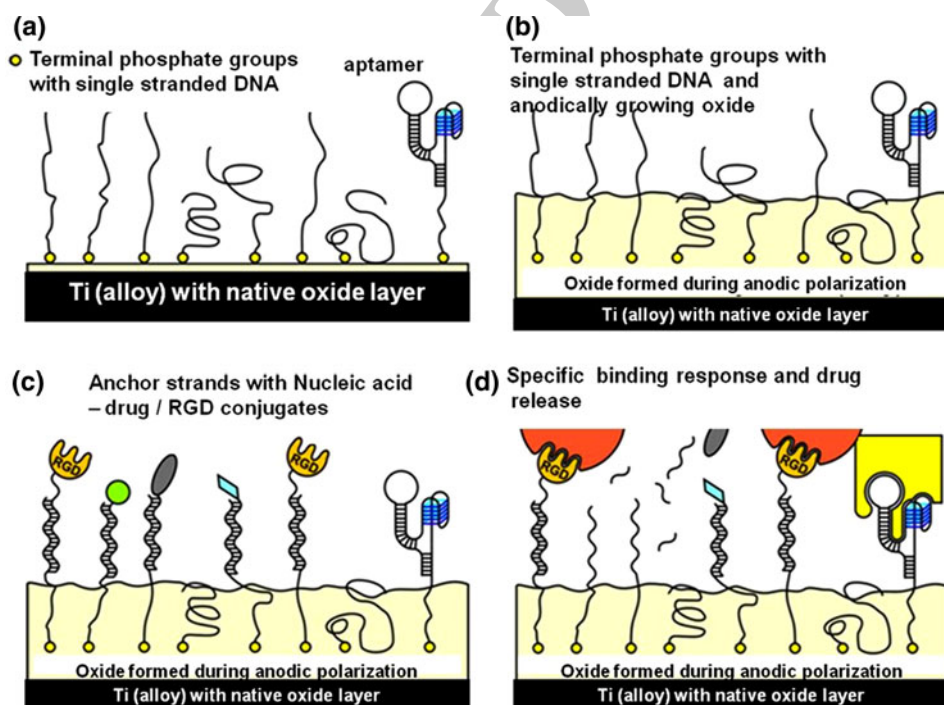 (a)
Terminal phosphate groups
with single stranded DNA
aptamer
Ti (alloy) with native oxide layer
(b)
Terminal phosphate groups with
single stranded DNA and
anodically growing oxide
Oxide formed during anodic polarization
Ti (alloy) with native oxide layer
(c)
Anchor strands with Nucleic acid
– drug / RGD conjugates
RGD
RGD
Oxide formed during anodic polarization
Ti (alloy) with native oxide layer
(d)
Specific binding response and drug
release
RGD
RGD
Oxide formed during anodic polarization
Ti (alloy) with native oxide layer